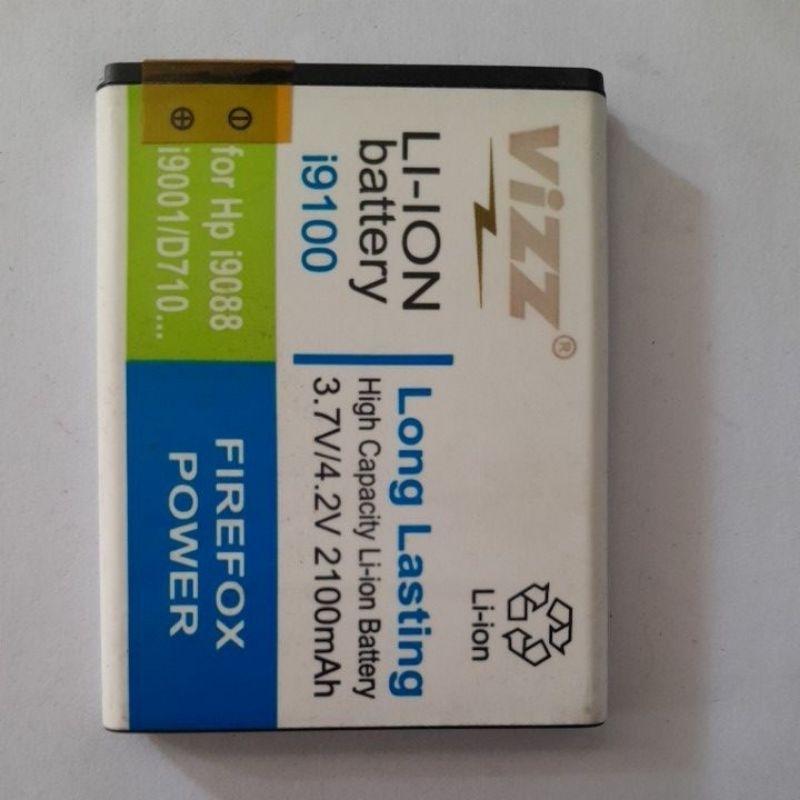 Vizz®
LI-ION
battery
i9100
Long Lasting
High Capacity Li-ion Battery
3.7V/4.2V 2100mAh
Li-ion
⊖ ⊕
for Hp i9088
i9001/D710...
FIREFOX
POWER